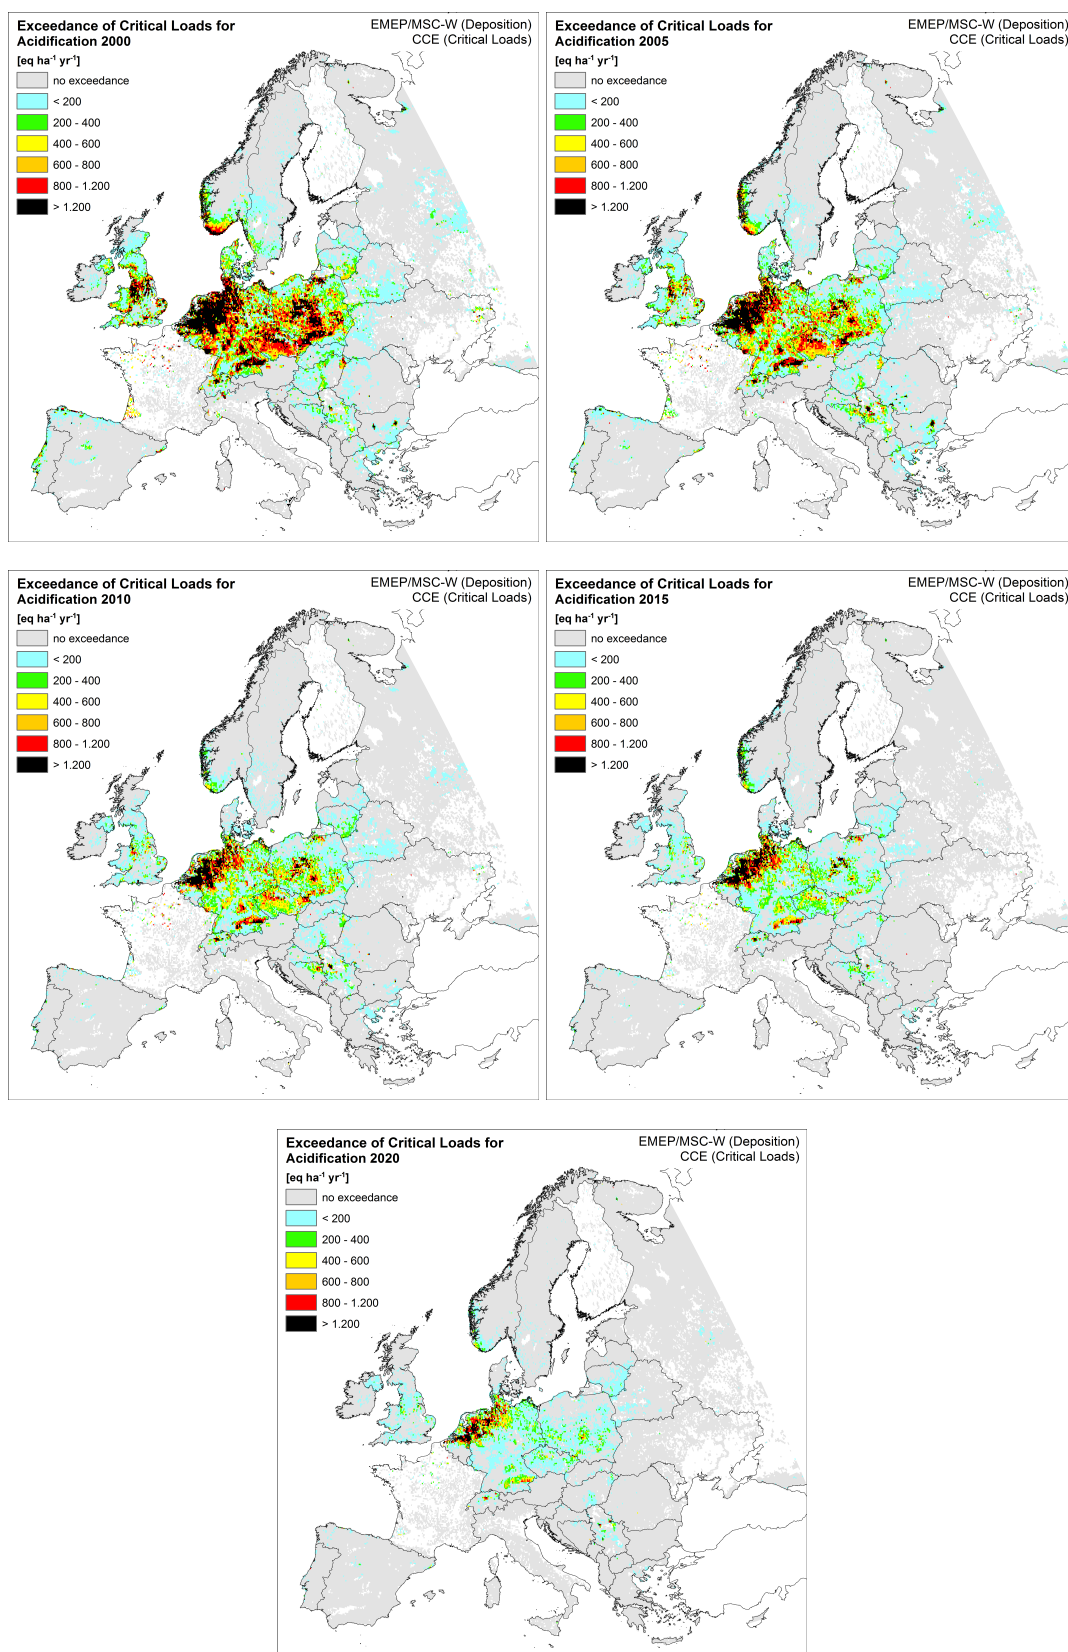 Exceedance of Critical Loads for
Acidification 2000
EMEP/MSC-W (Deposition)
CCE (Critical Loads)
[eq ha⁻¹ yr⁻¹]
no exceedance
< 200
200 - 400
400 - 600
600 - 800
800 - 1.200
> 1.200
Exceedance of Critical Loads for
Acidification 2005
EMEP/MSC-W (Deposition)
CCE (Critical Loads)
[eq ha⁻¹ yr⁻¹]
no exceedance
< 200
200 - 400
400 - 600
600 - 800
800 - 1.200
> 1.200
Exceedance of Critical Loads for
Acidification 2010
EMEP/MSC-W (Deposition)
CCE (Critical Loads)
[eq ha⁻¹ yr⁻¹]
no exceedance
< 200
200 - 400
400 - 600
600 - 800
800 - 1.200
> 1.200
Exceedance of Critical Loads for
Acidification 2015
EMEP/MSC-W (Deposition)
CCE (Critical Loads)
[eq ha⁻¹ yr⁻¹]
no exceedance
< 200
200 - 400
400 - 600
600 - 800
800 - 1.200
> 1.200
Exceedance of Critical Loads for
Acidification 2020
EMEP/MSC-W (Deposition)
CCE (Critical Loads)
[eq ha⁻¹ yr⁻¹]
no exceedance
< 200
200 - 400
400 - 600
600 - 800
800 - 1.200
> 1.200